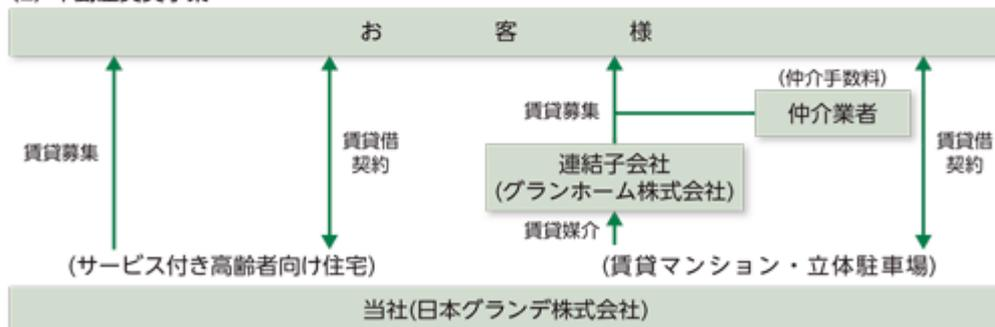 お客様
(仲介手数料)
仲介業者
賃貸募集
賃貸募集
賃貸借
契約
賃貸借
契約
連結子会社
(グランホーム株式会社)
賃貸媒介
(サービス付き高齢者向け住宅)
(賃貸マンション・立体駐車場)
当社(日本グランデ株式会社)